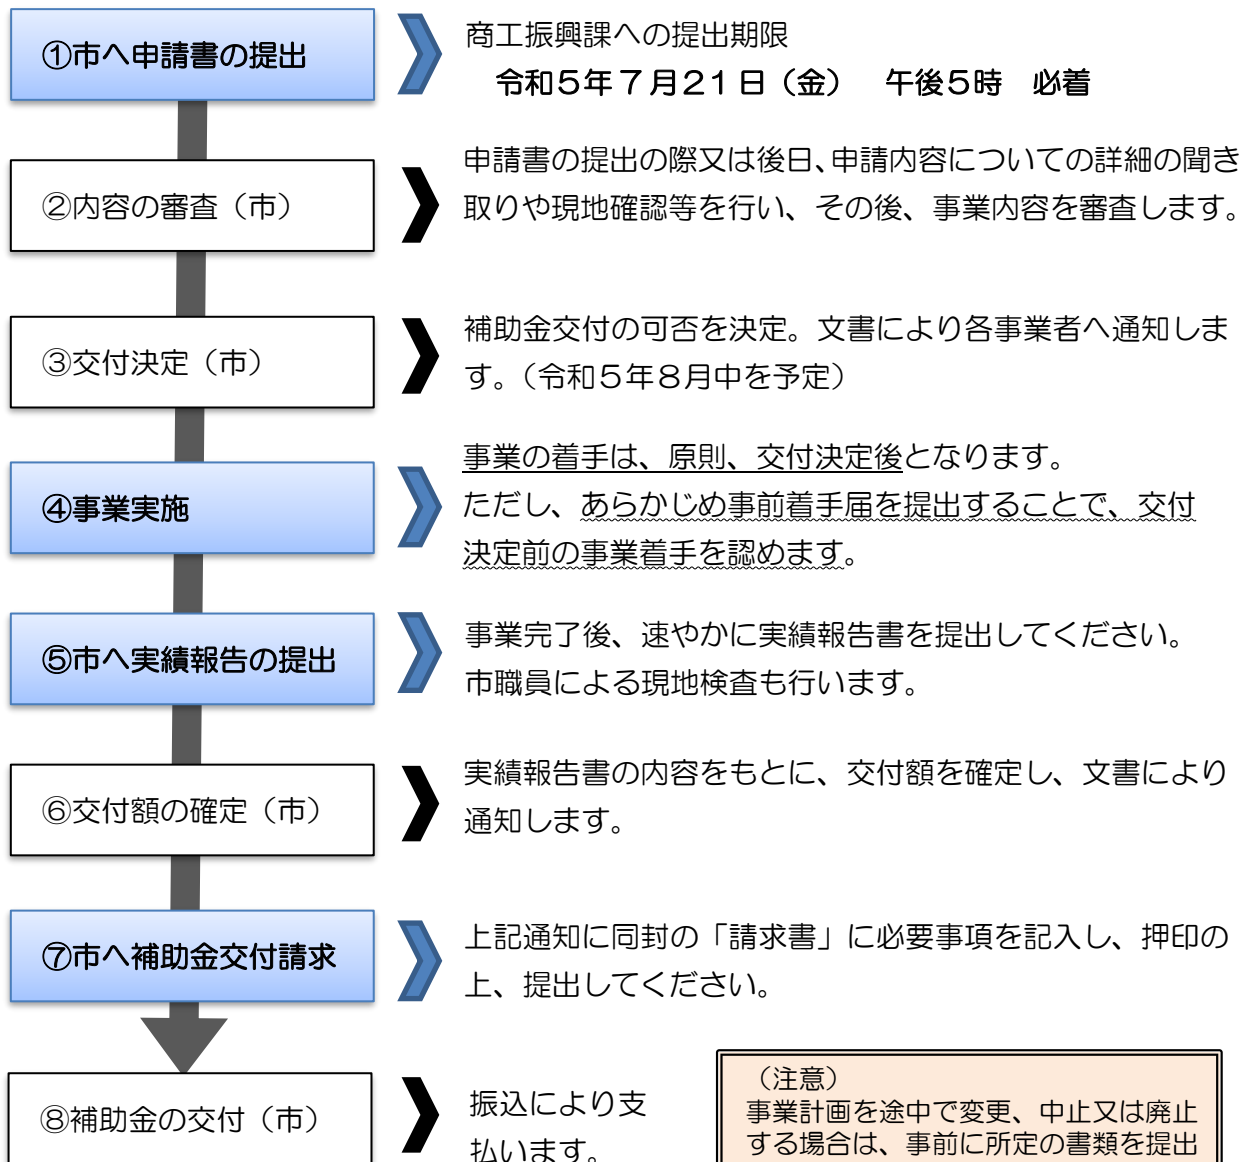 ①市へ申請書の提出
商工振興課への提出期限
令和５年７月２１日（金）　午後５時　必着
②内容の審査（市）
申請書の提出の際又は後日、申請内容についての詳細の聞き
取りや現地確認等を行い、その後、事業内容を審査します。
③交付決定（市）
補助金交付の可否を決定。文書により各事業者へ通知しま
す。（令和５年８月中を予定）
④事業実施
事業の着手は、原則、交付決定後となります。
ただし、あらかじめ事前着手届を提出することで、交付
決定前の事業着手を認めます。
⑤市へ実績報告の提出
事業完了後、速やかに実績報告書を提出してください。
市職員による現地検査も行います。
⑥交付額の確定（市）
実績報告書の内容をもとに、交付額を確定し、文書により
通知します。
⑦市へ補助金交付請求
上記通知に同封の「請求書」に必要事項を記入し、押印の
上、提出してください。
⑧補助金の交付（市）
振込により支
払います。
（注意）
事業計画を途中で変更、中止又は廃止
する場合は、事前に所定の書類を提出